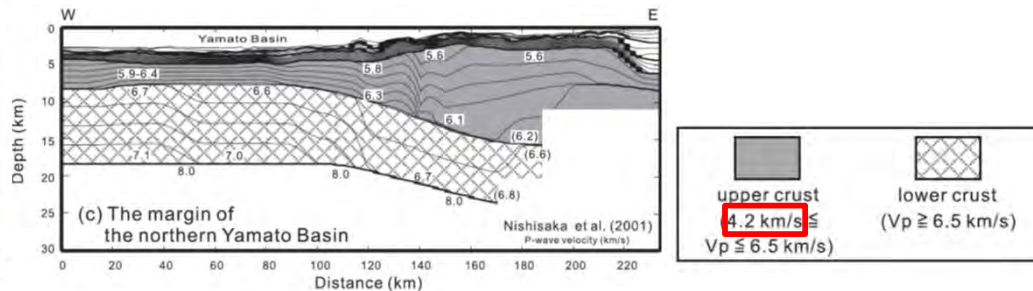 W
E
0
5
10
15
20
25
30
Depth (km)
Yamato Basin
5.6
5.6
5.8
5.9-6.4
6.7
6.6
6.3
6.1
(6.2)
(6.6)
7.1
7.0
6.7
(6.8)
8.0
8.0
8.0
(c) The margin of
the northern Yamato Basin
Nishisaka et al. (2001)
P-wave velocity (km/s)
0 20 40 60 80 100 120 140 160 180 200 220
Distance (km)
upper crust
(4.2 km/s ≦
Vp ≦ 6.5 km/s)
lower crust
(Vp ≧ 6.5 km/s)